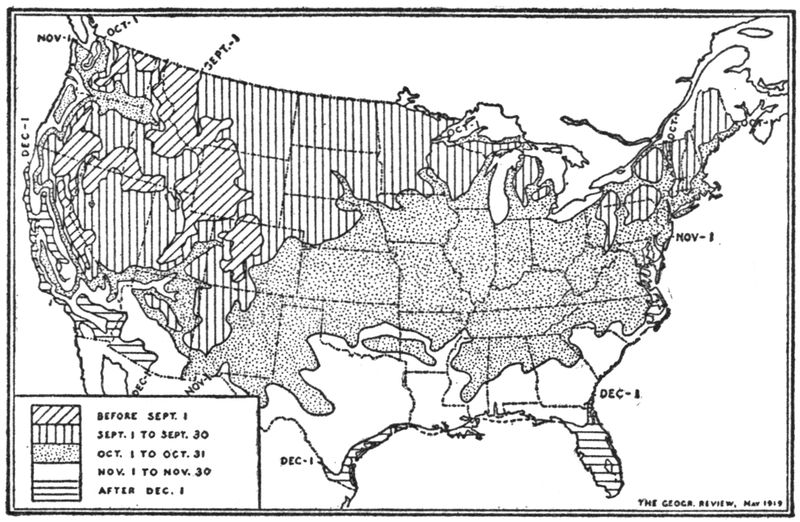 NOV-1
OCT-1
SEPT.-1
DEC-1
OCT-1
OCT-1
OCT-1
NOV-1
DEC-1
NOV-1
DEC-1
DEC-1
BEFORE SEPT. 1
SEPT. 1 TO SEPT. 30
OCT. 1 TO OCT. 31
NOV. 1 TO NOV. 30
AFTER DEC. 1
THE GEOGR. REVIEW, MAY 1919